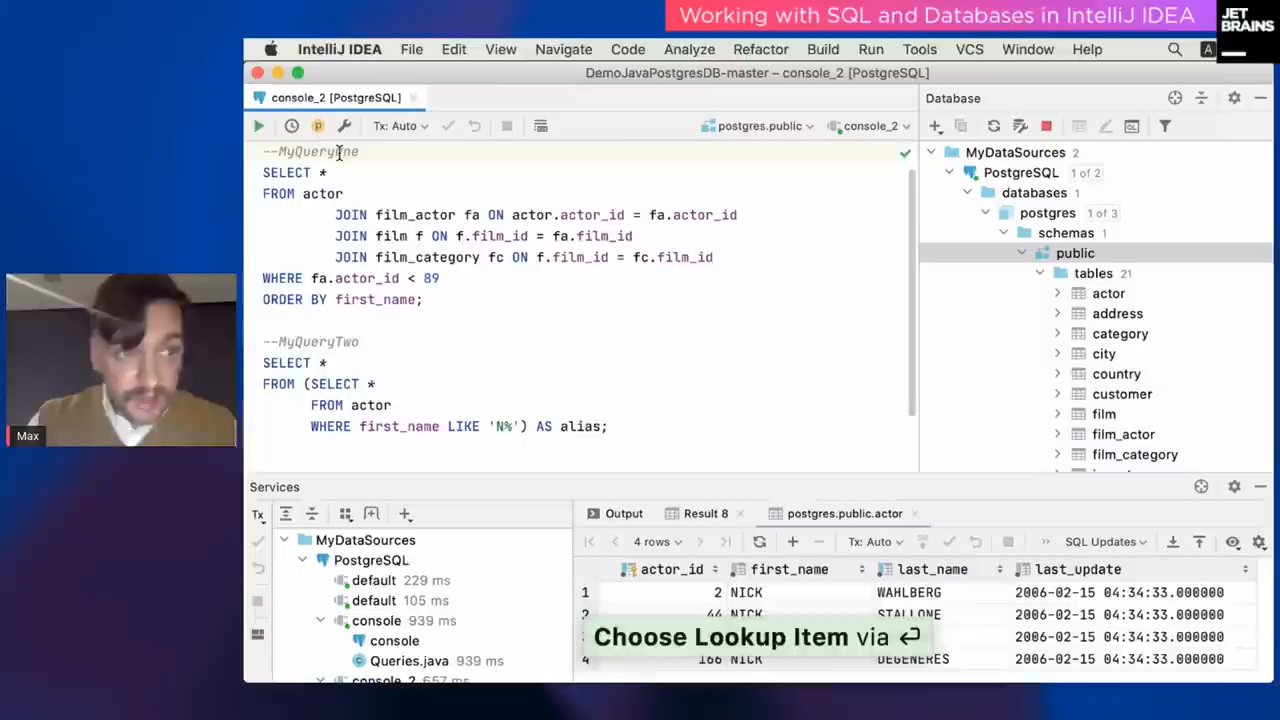 Working with SQL and Databases in IntelliJ IDEA
JET
BRAINS
IntelliJ IDEA File Edit View Navigate Code Analyze Refactor Build Run Tools VCS Window Help A
DemoJavaPostgresDB-master – console_2 [PostgreSQL]
console_2 [PostgreSQL]
Database
p Tx: Auto postgres.public console_2
--MyQueryOne
SELECT *
FROM actor
JOIN film_actor fa ON actor.actor_id = fa.actor_id
JOIN film f ON f.film_id = fa.film_id
JOIN film_category fc ON f.film_id = fc.film_id
WHERE fa.actor_id < 89
ORDER BY first_name;
--MyQueryTwo
SELECT *
FROM (SELECT *
FROM actor
WHERE first_name LIKE 'N%') AS alias;
MyDataSources 2
PostgreSQL 1 of 2
databases 1
postgres 1 of 3
schemas 1
public
tables 21
actor
address
category
city
country
customer
film
film_actor
film_category
Max
Services
Tx
MyDataSources
PostgreSQL
default 229 ms
default 105 ms
console 939 ms
console
Queries.java 939 ms
console_2 657 ms
Output Result 8 postgres.public.actor
4 rows Tx: Auto SQL Updates
actor_id first_name last_name last_update
1 2 NICK WAHLBERG 2006-02-15 04:34:33.000000
2 44 NICK STALLONE 2006-02-15 04:34:33.000000
2006-02-15 04:34:33.000000
4 166 NICK DEGENERES 2006-02-15 04:34:33.000000
Choose Lookup Item via ⏎